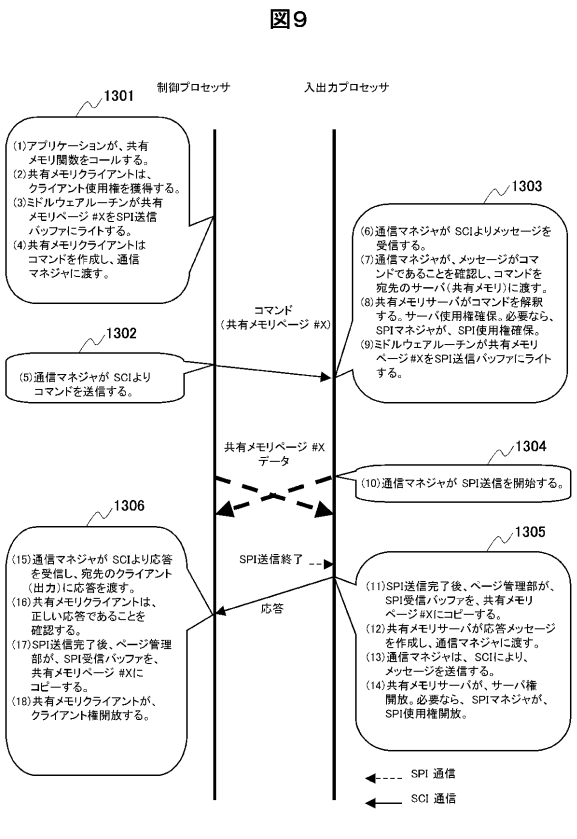 図9
制御プロセッサ
入出力プロセッサ
1301
(1)アプリケーションが、共有
メモリ関数をコールする。
(2)共有メモリクライアントは、
クライアント使用権を獲得する。
(3)ミドルウェアルーチンが共有
メモリページ #XをSPI送信
バッファにライトする。
(4)共有メモリクライアントは
コマンドを作成し、通信
マネジャに渡す。
1303
(6)通信マネジャが SCIよりメッセージを
受信する。
(7)通信マネジャが、メッセージがコマ
ンドであることを確認し、コマンドを
宛先のサーバ(共有メモリ)に渡す。
(8)共有メモリサーバがコマンドを解釈
する。サーバ使用権確保。必要なら、
SPIマネジャが、SPI使用権確保。
(9)ミドルウェアルーチンが共有メモリ
ページ #XをSPI送信バッファにライト
する。
コマンド
(共有メモリページ #X)
1302
(5)通信マネジャが SCIより
コマンドを送信する。
共有メモリページ #X
データ
1304
(10)通信マネジャが SPI送信を開始する。
1306
(15)通信マネジャが SCIより応答
を受信し、宛先のクライアント
(出力)に応答を渡す。
(16)共有メモリクライアントは、
正しい応答であることを
確認する。
(17)SPI送信完了後、ページ管理
部が、SPI受信バッファを、
共有メモリページ #Xに
コピーする。
(18)共有メモリクライアントが、
クライアント権開放する。
SPI送信終了
応答
1305
(11)SPI送信完了後、ページ管理部が、
SPI受信バッファを、共有メモリ
ページ #Xにコピーする。
(12)共有メモリサーバが応答メッセージ
を作成し、通信マネジャに渡す。
(13)通信マネジャは、SCIにより、
メッセージを送信する。
(14)共有メモリサーバが、サーバ権
開放。必要なら、SPIマネジャが、
SPI使用権開放。
SPI 通信
SCI 通信